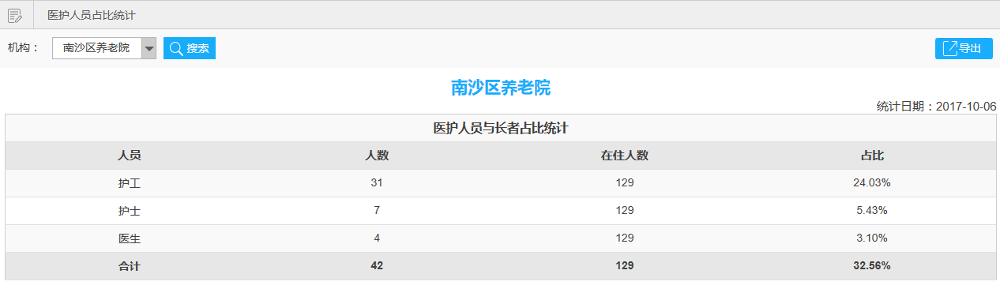 医护人员占比统计
机构： 南沙区养老院 搜索 导出
南沙区养老院
统计日期：2017-10-06
医护人员与长者占比统计
人员 人数 在住人数 占比
护工 31 129 24.03%
护士 7 129 5.43%
医生 4 129 3.10%
合计 42 129 32.56%